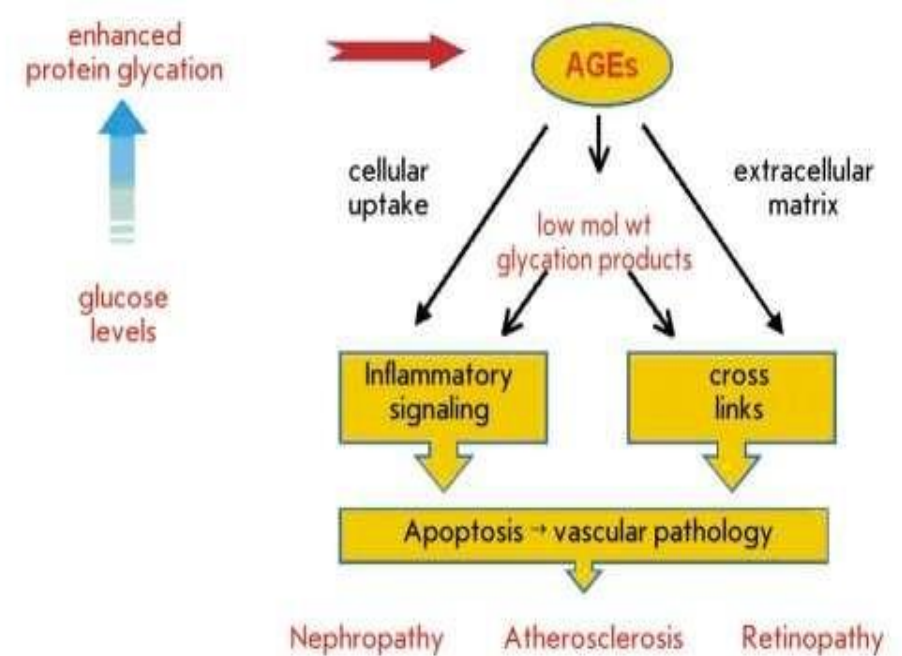 enhanced
protein glycation
AGEs
cellular
uptake
extracellular
matrix
low mol wt
glycation products
glucose
levels
Inflammatory
signaling
cross
links
Apoptosis → vascular pathology
Nephropathy Atherosclerosis Retinopathy